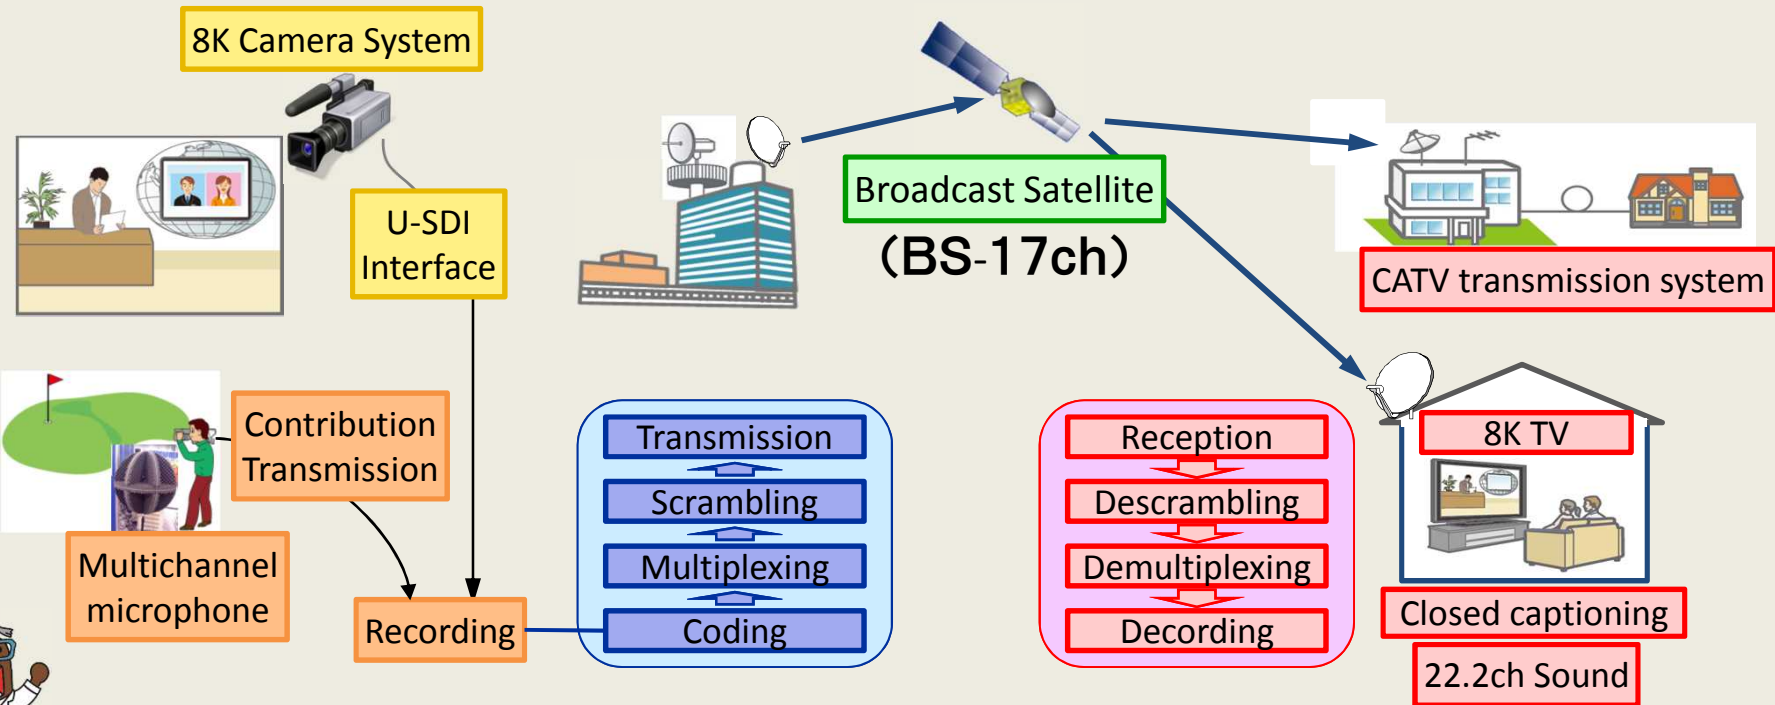 8K Camera System
U-SDI
Interface
Broadcast Satellite
(BS-17ch)
CATV transmission system
Contribution
Transmission
Multichannel
microphone
Recording
Transmission
Scrambling
Multiplexing
Coding
Reception
Descrambling
Demultiplexing
Decording
8K TV
Closed captioning
22.2ch Sound